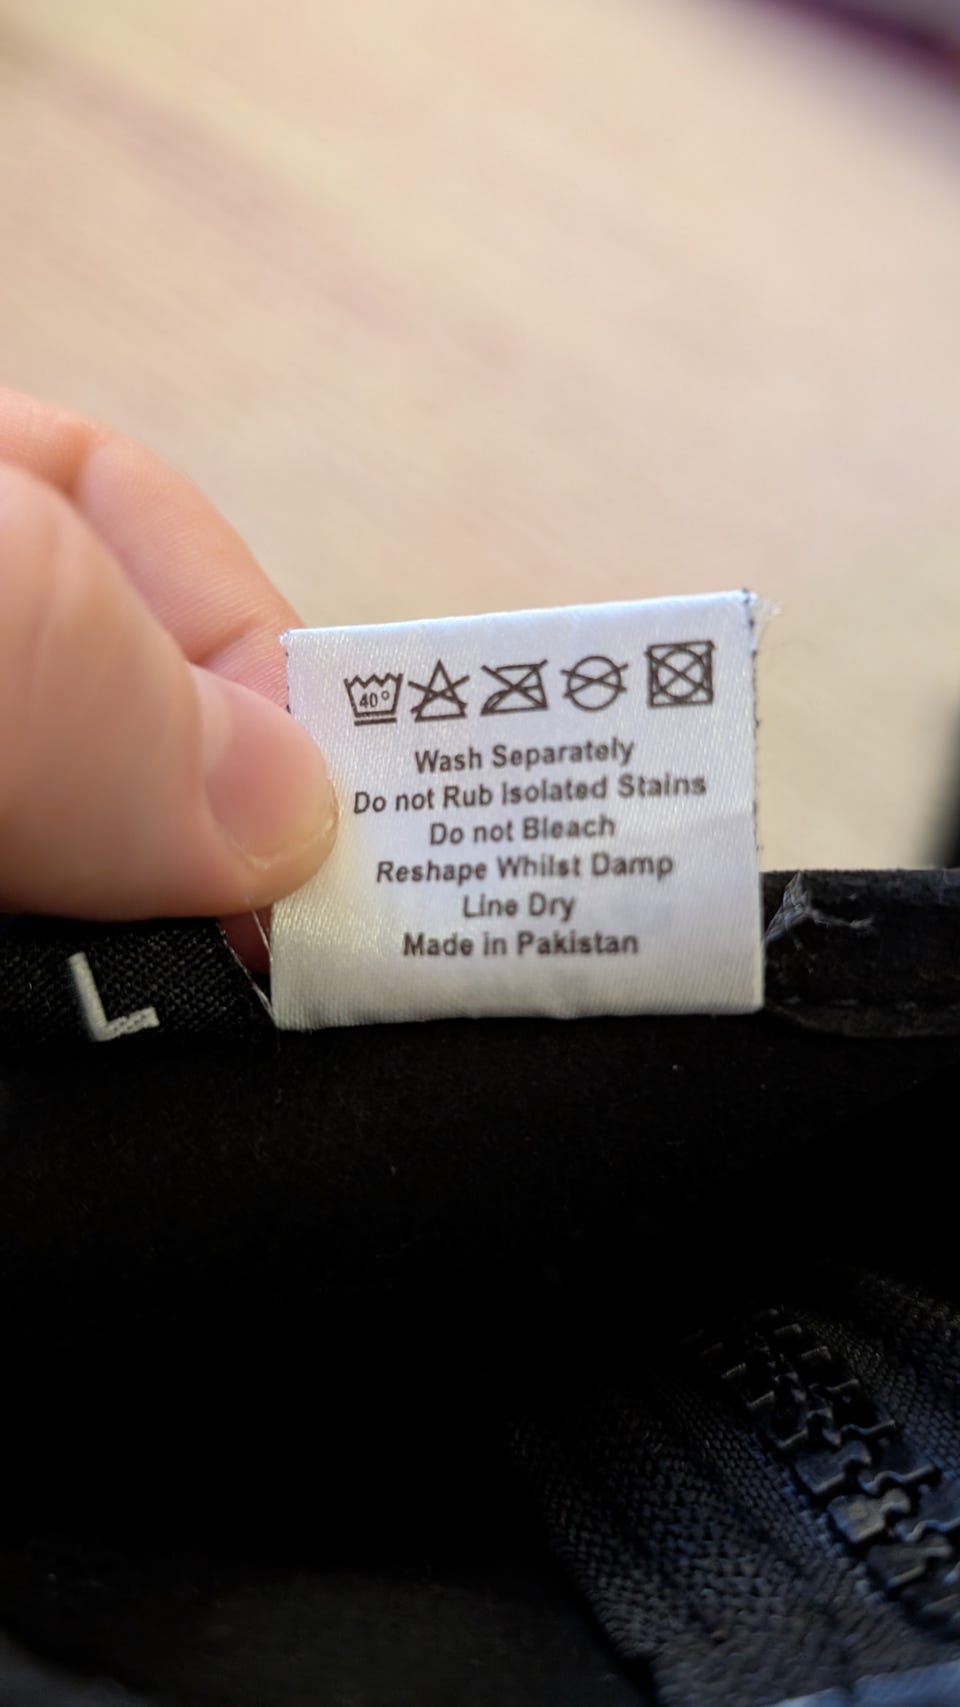 40°
Wash Separately
Do not Rub Isolated Stains
Do not Bleach
Reshape Whilst Damp
Line Dry
Made in Pakistan
L